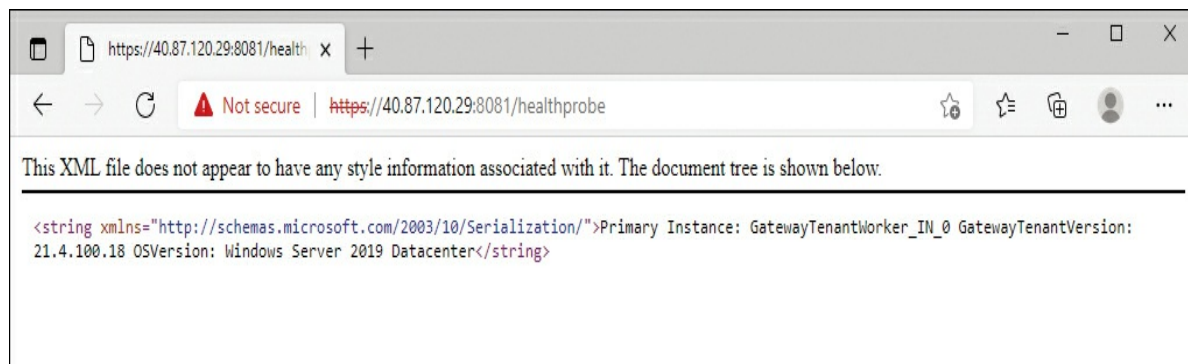 https://40.87.120.29:8081/health
Not secure | https://40.87.120.29:8081/healthprobe
This XML file does not appear to have any style information associated with it. The document tree is shown below.
<string xmlns="http://schemas.microsoft.com/2003/10/Serialization/">Primary Instance: GatewayTenantWorker_IN_0 GatewayTenantVersion:
21.4.100.18 OSVersion: Windows Server 2019 Datacenter</string>